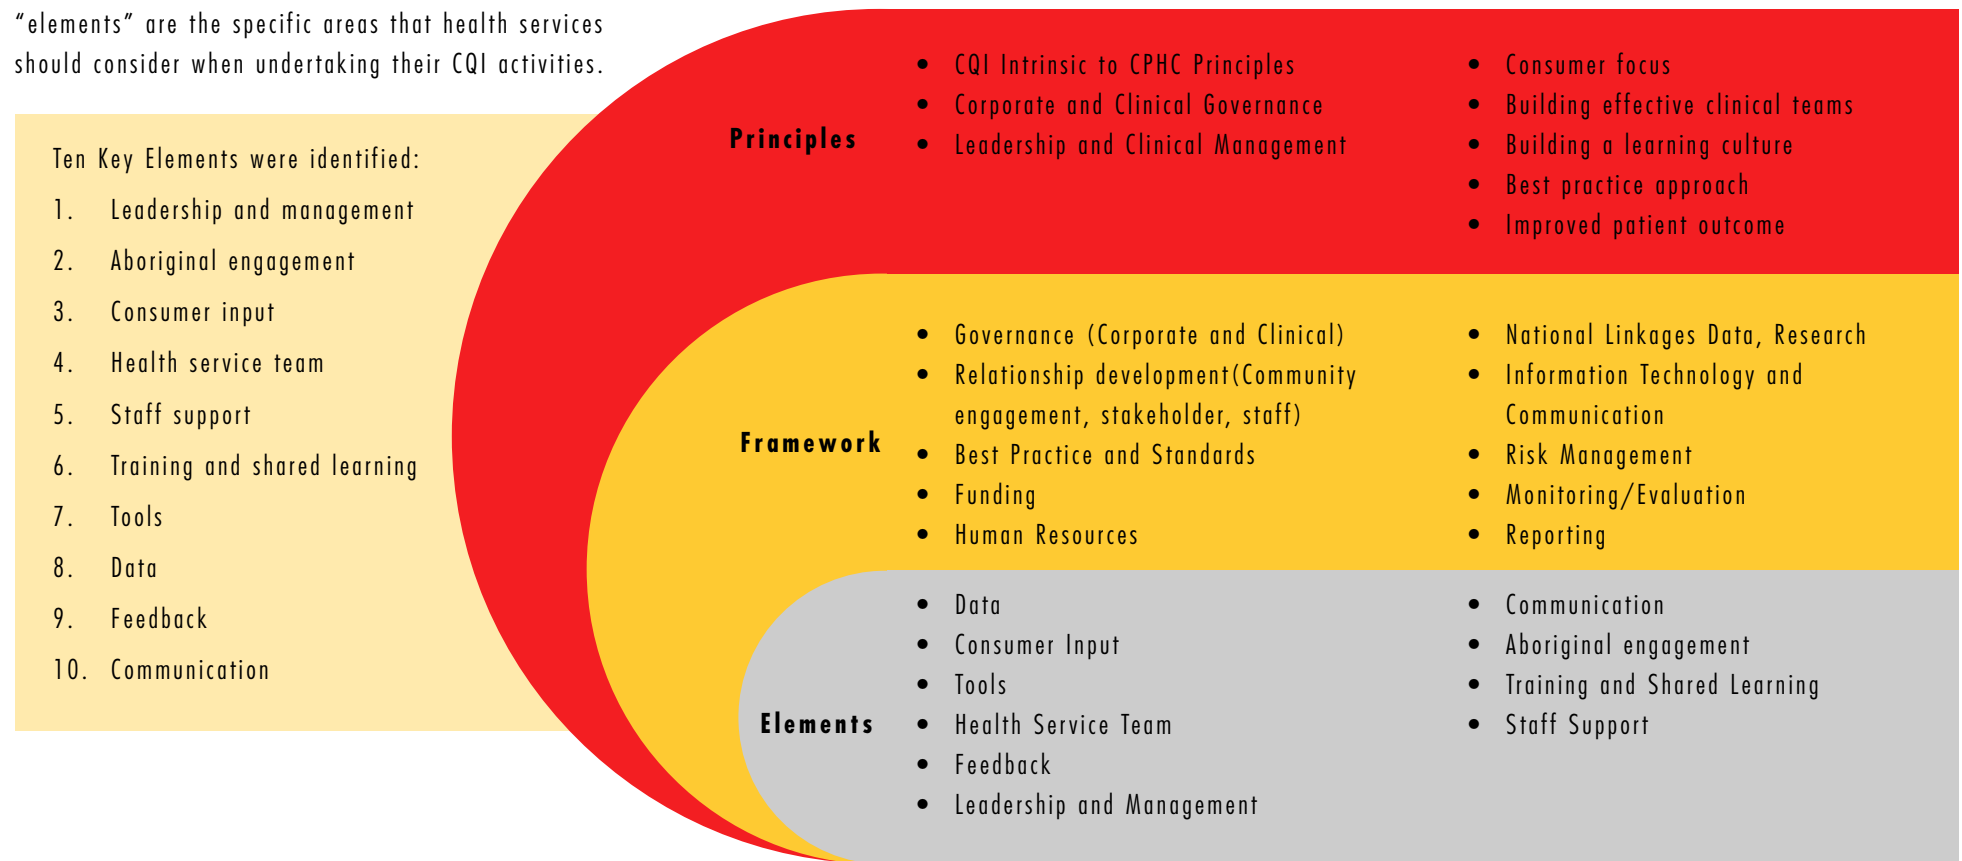 “elements” are the specific areas that health services
should consider when undertaking their CQI activities.
Ten Key Elements were identified:
1. Leadership and management
2. Aboriginal engagement
3. Consumer input
4. Health service team
5. Staff support
6. Training and shared learning
7. Tools
8. Data
9. Feedback
10. Communication
Principles
• CQI Intrinsic to CPHC Principles
• Corporate and Clinical Governance
• Leadership and Clinical Management
• Consumer focus
• Building effective clinical teams
• Building a learning culture
• Best practice approach
• Improved patient outcome
Framework
• Governance (Corporate and Clinical)
• Relationship development(Community
engagement, stakeholder, staff)
• Best Practice and Standards
• Funding
• Human Resources
• National Linkages Data, Research
• Information Technology and
Communication
• Risk Management
• Monitoring/Evaluation
• Reporting
Elements
• Data
• Consumer Input
• Tools
• Health Service Team
• Feedback
• Leadership and Management
• Communication
• Aboriginal engagement
• Training and Shared Learning
• Staff Support